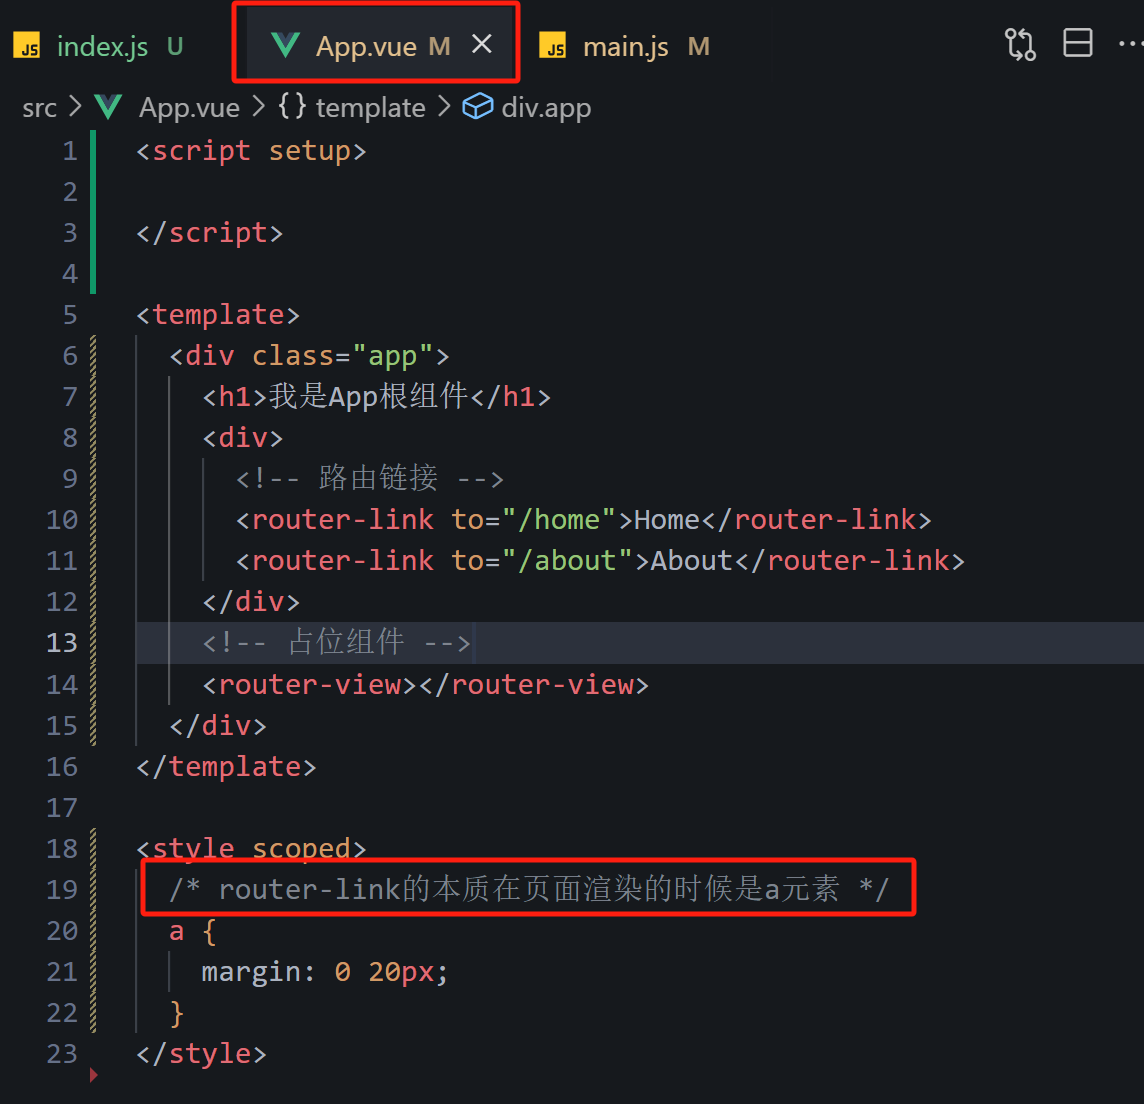 JS index.js U App.vue M JS main.js M
src > App.vue > {} template > div.app
1 <script setup>
2
3 </script>
4
5 <template>
6   <div class="app">
7     <h1>我是App根组件</h1>
8     <div>
9       <!-- 路由链接 -->
10       <router-link to="/home">Home</router-link>
11       <router-link to="/about">About</router-link>
12     </div>
13     <!-- 占位组件 -->
14     <router-view></router-view>
15   </div>
16 </template>
17
18 <style scoped>
19   /* router-link的本质在页面渲染的时候是a元素 */
20   a {
21     margin: 0 20px;
22   }
23 </style>